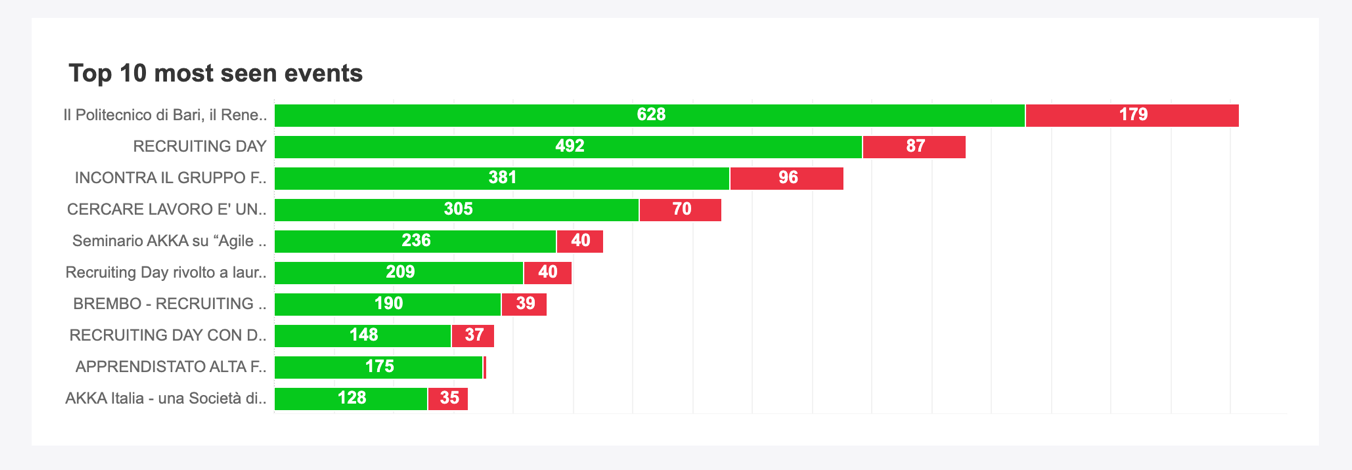 Top 10 most seen events
Il Politecnico di Bari, il Rene.. 628 179
RECRUITING DAY 492 87
INCONTRA IL GRUPPO F.. 381 96
CERCARE LAVORO E' UN.. 305 70
Seminario AKKA su “Agile .. 236 40
Recruiting Day rivolto a laur.. 209 40
BREMBO - RECRUITING .. 190 39
RECRUITING DAY CON D.. 148 37
APPRENDISTATO ALTA F.. 175
AKKA Italia - una Società di.. 128 35